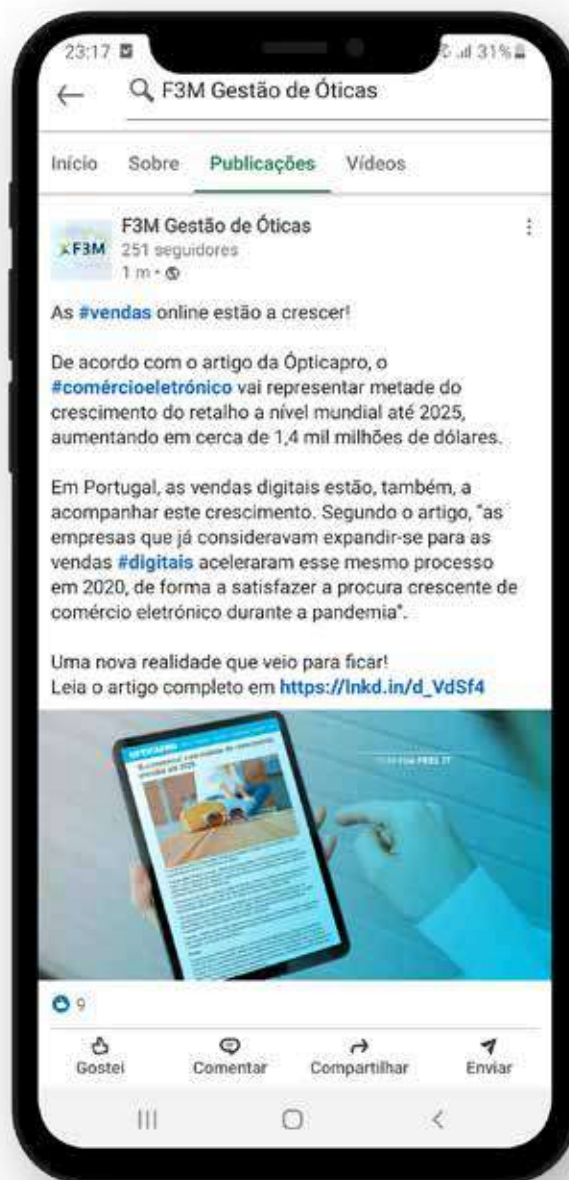 23:17
31%
F3M Gestão de Óticas
Início Sobre Publicações Vídeos
F3M
F3M Gestão de Óticas
251 seguidores
1 m •
As #vendas online estão a crescer!
De acordo com o artigo da Ópticapro, o
#comércioeletrónico vai representar metade do
crescimento do retalho a nível mundial até 2025,
aumentando em cerca de 1,4 mil milhões de dólares.
Em Portugal, as vendas digitais estão, também, a
acompanhar este crescimento. Segundo o artigo, "as
empresas que já consideravam expandir-se para as
vendas #digitais aceleraram esse mesmo processo
em 2020, de forma a satisfazer a procura crescente de
comércio eletrónico durante a pandemia".
Uma nova realidade que veio para ficar!
Leia o artigo completo em https://lnkd.in/d_VdSf4
OPTICAPRO
FEEL IT
9
Gostei Comentar Compartilhar Enviar